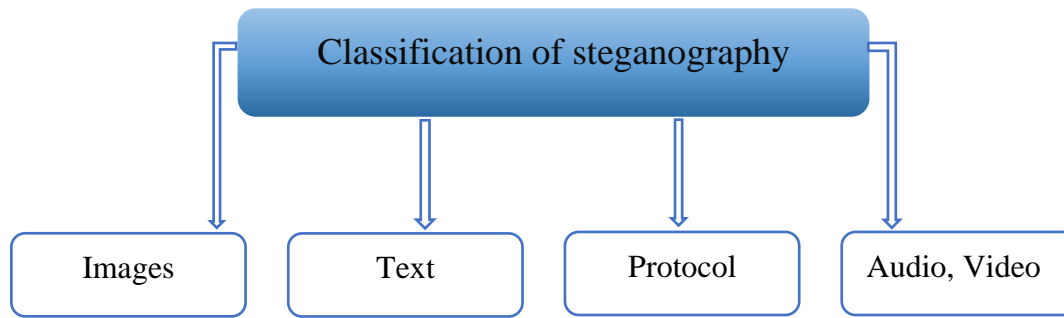 Classification of steganography
Images
Text
Protocol
Audio, Video